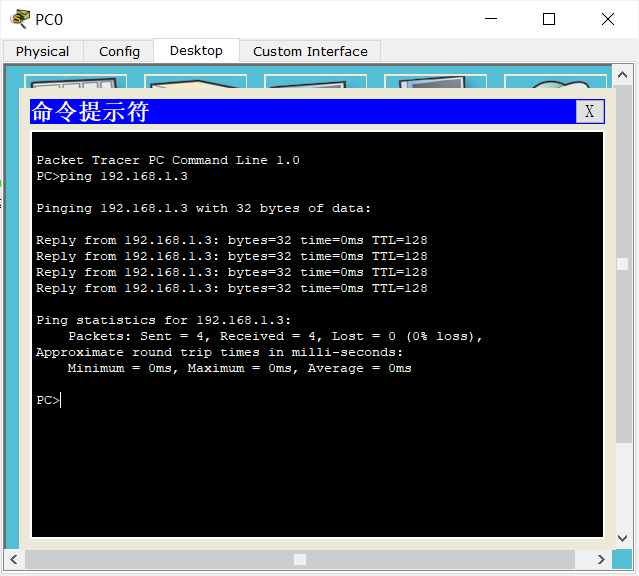 PC0
Physical Config Desktop Custom Interface
命令提示符 X
Packet Tracer PC Command Line 1.0
PC>ping 192.168.1.3
Pinging 192.168.1.3 with 32 bytes of data:
Reply from 192.168.1.3: bytes=32 time=0ms TTL=128
Reply from 192.168.1.3: bytes=32 time=0ms TTL=128
Reply from 192.168.1.3: bytes=32 time=0ms TTL=128
Reply from 192.168.1.3: bytes=32 time=0ms TTL=128
Ping statistics for 192.168.1.3:
Packets: Sent = 4, Received = 4, Lost = 0 (0% loss),
Approximate round trip times in milli-seconds:
Minimum = 0ms, Maximum = 0ms, Average = 0ms
PC>